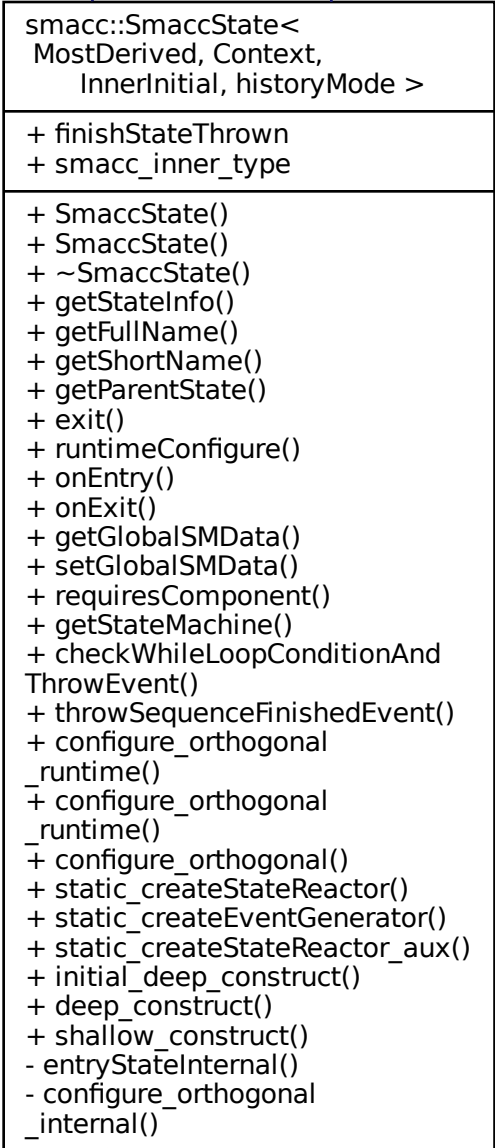 smacc::SmaccState<
MostDerived, Context,
InnerInitial, historyMode >
+ finishStateThrown
+ smacc_inner_type
+ SmaccState()
+ SmaccState()
+ ~SmaccState()
+ getStateInfo()
+ getFullName()
+ getShortName()
+ getParentState()
+ exit()
+ runtimeConfigure()
+ onEntry()
+ onExit()
+ getGlobalSMData()
+ setGlobalSMData()
+ requiresComponent()
+ getStateMachine()
+ checkWhileLoopConditionAnd
ThrowEvent()
+ throwSequenceFinishedEvent()
+ configure_orthogonal
_runtime()
+ configure_orthogonal
_runtime()
+ configure_orthogonal()
+ static_createStateReactor()
+ static_createEventGenerator()
+ static_createStateReactor_aux()
+ initial_deep_construct()
+ deep_construct()
+ shallow_construct()
- entryStateInternal()
- configure_orthogonal
_internal()